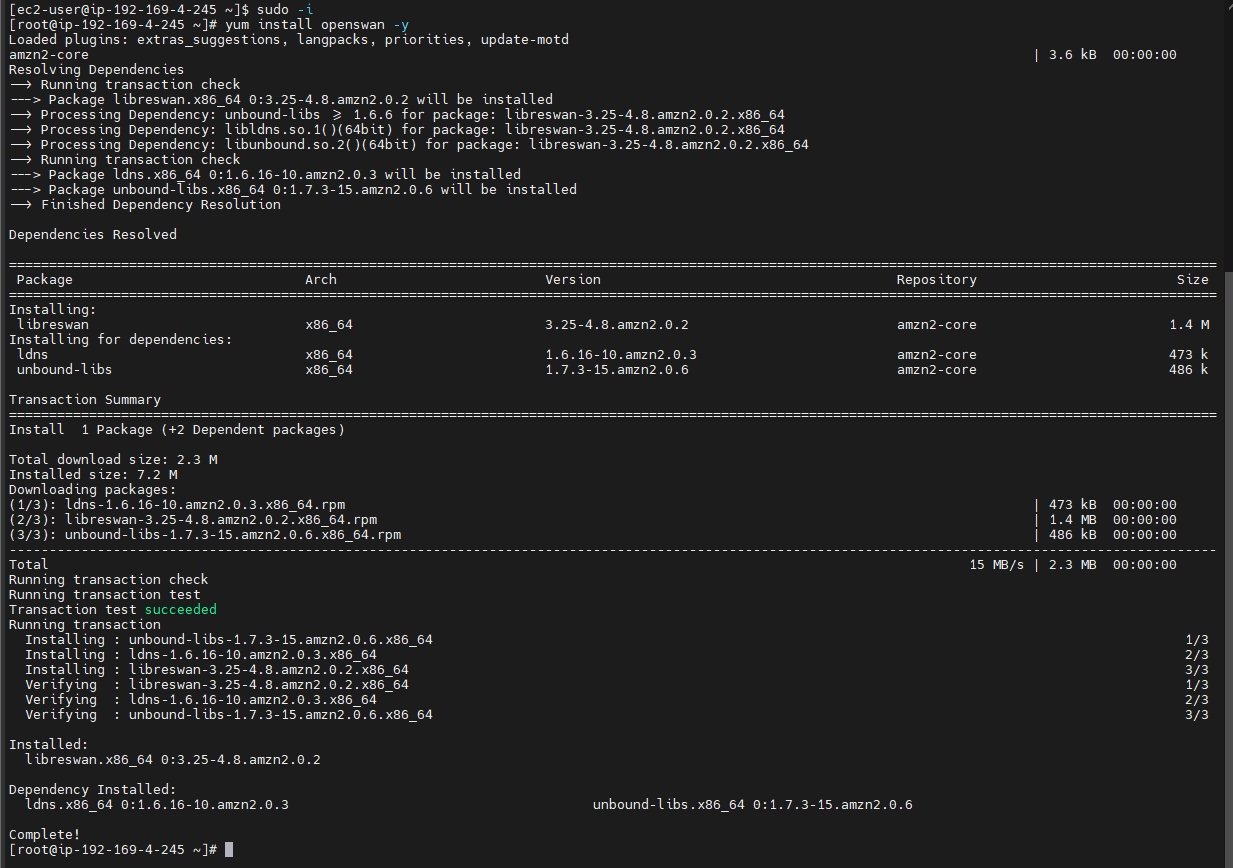 [ec2-user@ip-192-169-4-245 ~]$ sudo -i
[root@ip-192-169-4-245 ~]# yum install openswan -y
Loaded plugins: extras_suggestions, langpacks, priorities, update-motd
amzn2-core | 3.6 kB 00:00:00
Resolving Dependencies
--> Running transaction check
---> Package libreswan.x86_64 0:3.25-4.8.amzn2.0.2 will be installed
--> Processing Dependency: unbound-libs >= 1.6.6 for package: libreswan-3.25-4.8.amzn2.0.2.x86_64
--> Processing Dependency: libldns.so.1()(64bit) for package: libreswan-3.25-4.8.amzn2.0.2.x86_64
--> Processing Dependency: libunbound.so.2()(64bit) for package: libreswan-3.25-4.8.amzn2.0.2.x86_64
--> Running transaction check
---> Package ldns.x86_64 0:1.6.16-10.amzn2.0.3 will be installed
---> Package unbound-libs.x86_64 0:1.7.3-15.amzn2.0.6 will be installed
--> Finished Dependency Resolution
Dependencies Resolved
Package Arch Version Repository Size
Installing:
libreswan x86_64 3.25-4.8.amzn2.0.2 amzn2-core 1.4 M
Installing for dependencies:
ldns x86_64 1.6.16-10.amzn2.0.3 amzn2-core 473 k
unbound-libs x86_64 1.7.3-15.amzn2.0.6 amzn2-core 486 k
Transaction Summary
Install 1 Package (+2 Dependent packages)
Total download size: 2.3 M
Installed size: 7.2 M
Downloading packages:
(1/3): ldns-1.6.16-10.amzn2.0.3.x86_64.rpm | 473 kB 00:00:00
(2/3): libreswan-3.25-4.8.amzn2.0.2.x86_64.rpm | 1.4 MB 00:00:00
(3/3): unbound-libs-1.7.3-15.amzn2.0.6.x86_64.rpm | 486 kB 00:00:00
Total 15 MB/s | 2.3 MB 00:00:00
Running transaction check
Running transaction test
Transaction test succeeded
Running transaction
Installing : unbound-libs-1.7.3-15.amzn2.0.6.x86_64 1/3
Installing : ldns-1.6.16-10.amzn2.0.3.x86_64 2/3
Installing : libreswan-3.25-4.8.amzn2.0.2.x86_64 3/3
Verifying : libreswan-3.25-4.8.amzn2.0.2.x86_64 1/3
Verifying : ldns-1.6.16-10.amzn2.0.3.x86_64 2/3
Verifying : unbound-libs-1.7.3-15.amzn2.0.6.x86_64 3/3
Installed:
libreswan.x86_64 0:3.25-4.8.amzn2.0.2
Dependency Installed:
ldns.x86_64 0:1.6.16-10.amzn2.0.3 unbound-libs.x86_64 0:1.7.3-15.amzn2.0.6
Complete!
[root@ip-192-169-4-245 ~]#